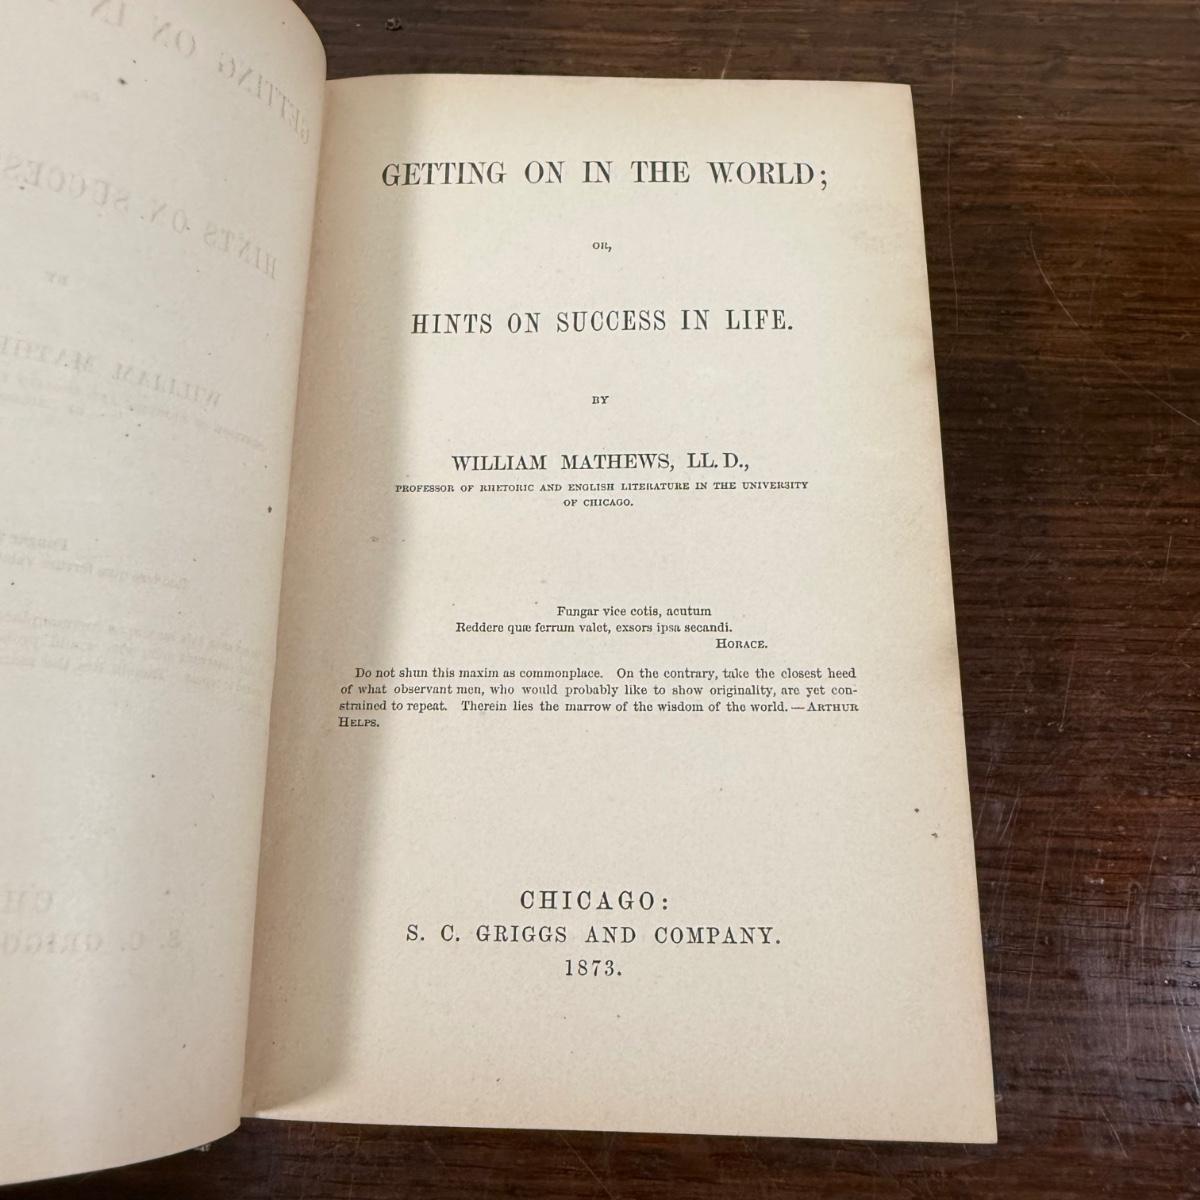 GETTING ON IN THE WORLD;
OR,
HINTS ON SUCCESS IN LIFE.
BY
WILLIAM MATHEWS, LL. D.,
PROFESSOR OF RHETORIC AND ENGLISH LITERATURE IN THE UNIVERSITY
OF CHICAGO.
Fungar vice cotis, acutum
Reddere quæ ferrum valet, exsors ipsa secandi.
HORACE.
Do not shun this maxim as commonplace. On the contrary, take the closest heed
of what observant men, who would probably like to show originality, are yet con-
strained to repeat. Therein lies the marrow of the wisdom of the world. — ARTHUR
HELPS.
CHICAGO:
S. C. GRIGGS AND COMPANY.
1873.